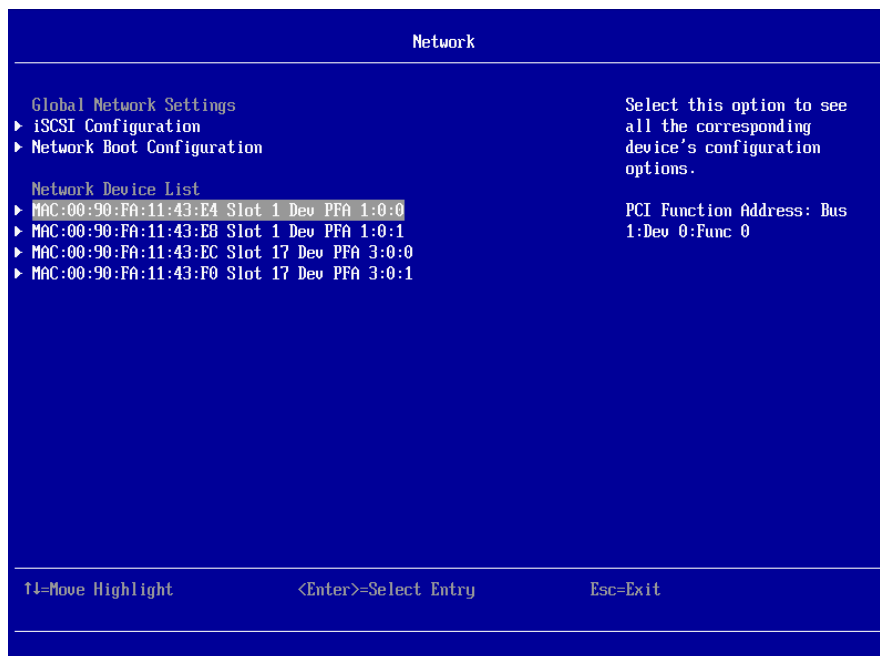 Network
Global Network Settings
▶ iSCSI Configuration
▶ Network Boot Configuration
Network Device List
▶ MAC:00:90:FA:11:43:E4 Slot 1 Dev PFA 1:0:0
▶ MAC:00:90:FA:11:43:E8 Slot 1 Dev PFA 1:0:1
▶ MAC:00:90:FA:11:43:EC Slot 17 Dev PFA 3:0:0
▶ MAC:00:90:FA:11:43:F0 Slot 17 Dev PFA 3:0:1
Select this option to see
all the corresponding
device's configuration
options.
PCI Function Address: Bus
1:Dev 0:Func 0
↑↓=Move Highlight
<Enter>=Select Entry
Esc=Exit